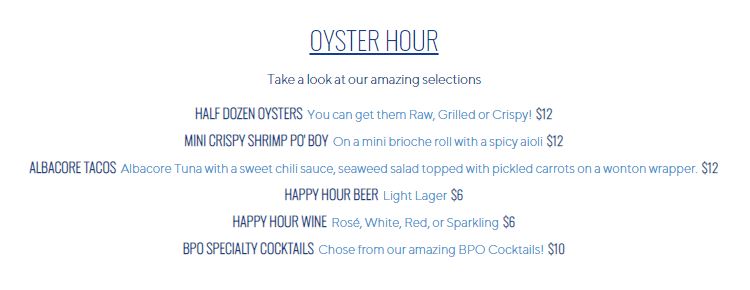 OYSTER HOUR
Take a look at our amazing selections
HALF DOZEN OYSTERS You can get them Raw, Grilled or Crispy! $12
MINI CRISPY SHRIMP PO' BOY On a mini brioche roll with a spicy aioli $12
ALBACORE TACOS Albacore Tuna with a sweet chili sauce, seaweed salad topped with pickled carrots on a wonton wrapper. $12
HAPPY HOUR BEER Light Lager $6
HAPPY HOUR WINE Rosé, White, Red, or Sparkling $6
BPO SPECIALTY COCKTAILS Chose from our amazing BPO Cocktails! $10